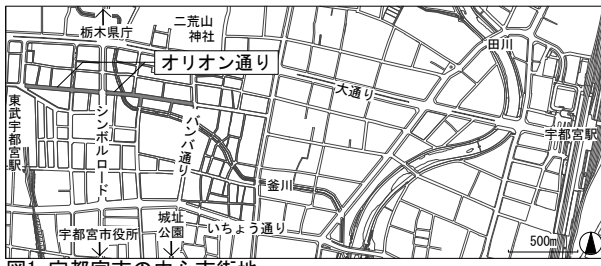 栃木県庁
二荒山
神社
田川
オリオン通り
大通り
東武宇都宮駅
シンボルロード
バンバ通り
宇都宮駅
釜川
城址
公園
いちょう通り
宇都宮市役所
500m
図1 宇都宮市の中心市街地